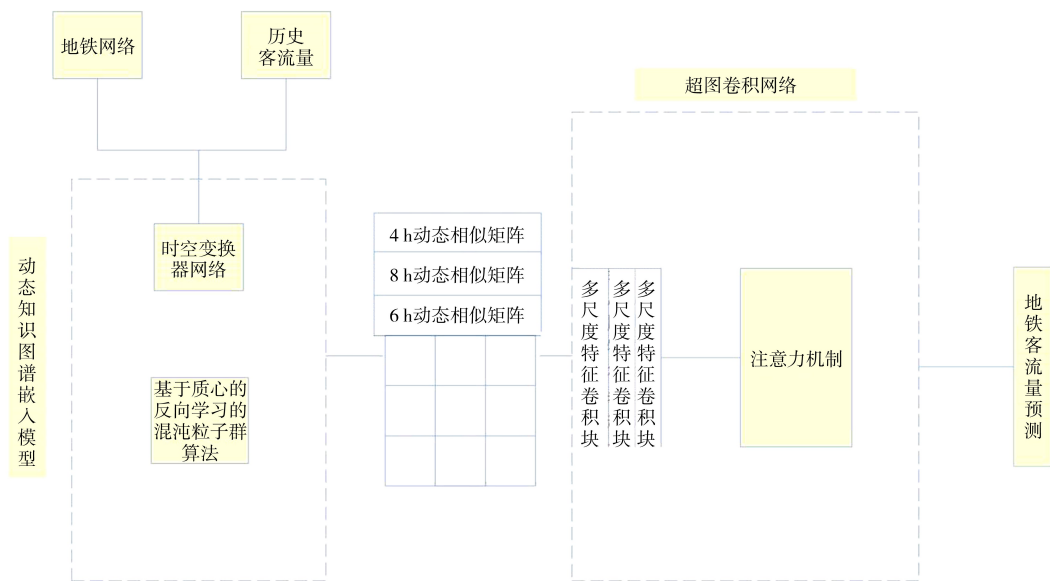 地铁网络
历史
客流量
超图卷积网络
动态知识图谱嵌入模型
时空变换
器网络
基于质心的
反向学习的
混沌粒子群
算法
4 h动态相似矩阵
8 h动态相似矩阵
6 h动态相似矩阵
多尺度特征卷积块
多尺度特征卷积块
多尺度特征卷积块
注意力机制
地铁客流量预测